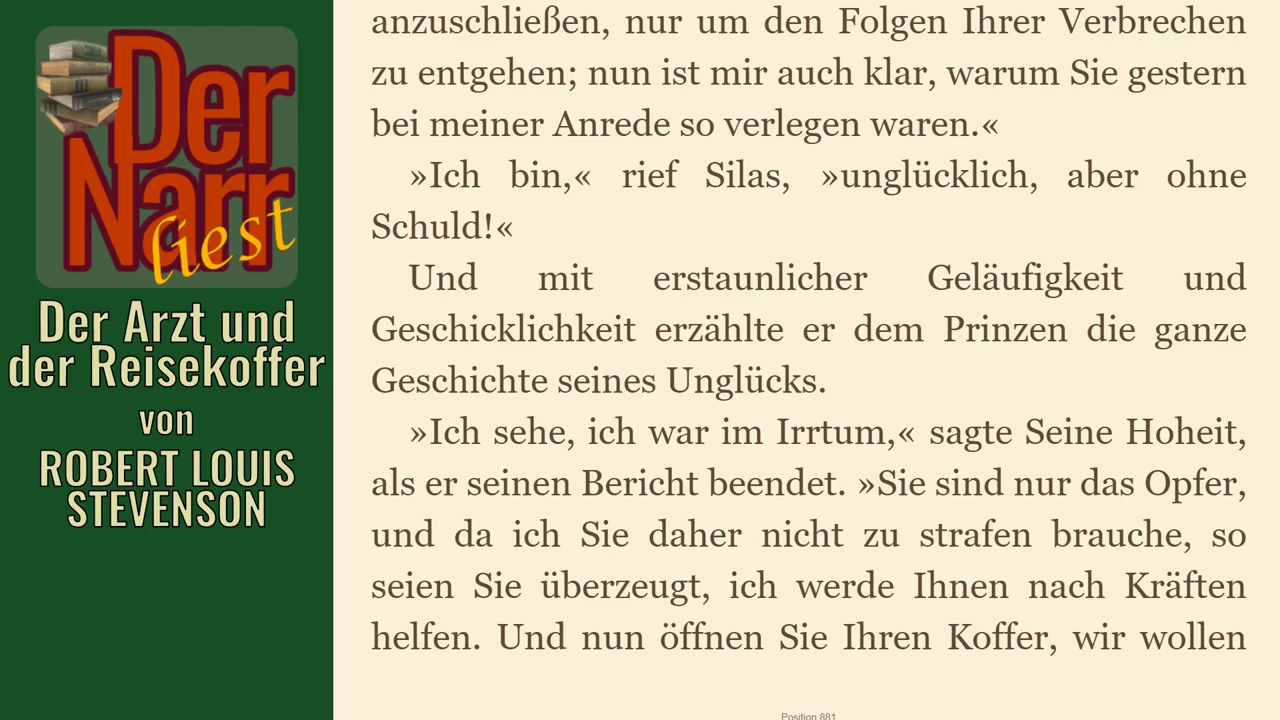 Der
Narr
liest
Der Arzt und
der Reisekoffer
von
ROBERT LOUIS
STEVENSON
anzuschließen, nur um den Folgen Ihrer Verbrechen
zu entgehen; nun ist mir auch klar, warum Sie gestern
bei meiner Anrede so verlegen waren.«
»Ich bin,« rief Silas, »unglücklich, aber ohne
Schuld!«
Und mit erstaunlicher Geläufigkeit und
Geschicklichkeit erzählte er dem Prinzen die ganze
Geschichte seines Unglücks.
»Ich sehe, ich war im Irrtum,« sagte Seine Hoheit,
als er seinen Bericht beendet. »Sie sind nur das Opfer,
und da ich Sie daher nicht zu strafen brauche, so
seien Sie überzeugt, ich werde Ihnen nach Kräften
helfen. Und nun öffnen Sie Ihren Koffer, wir wollen
Position 881